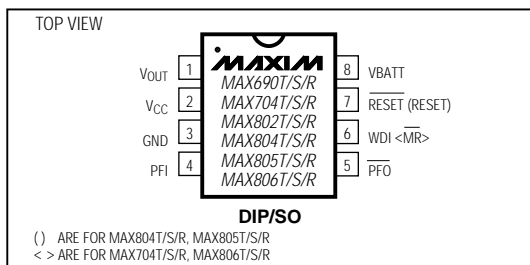 TOP VIEW
MAXIM
MAX690T/S/R
MAX704T/S/R
MAX802T/S/R
MAX804T/S/R
MAX805T/S/R
MAX806T/S/R
VOUT 1
VCC 2
GND 3
PFI 4
8 VBATT
7 RESET (RESET)
6 WDI <MR>
5 PFO
DIP/SO
( ) ARE FOR MAX804T/S/R, MAX805T/S/R
< > ARE FOR MAX704T/S/R, MAX806T/S/R